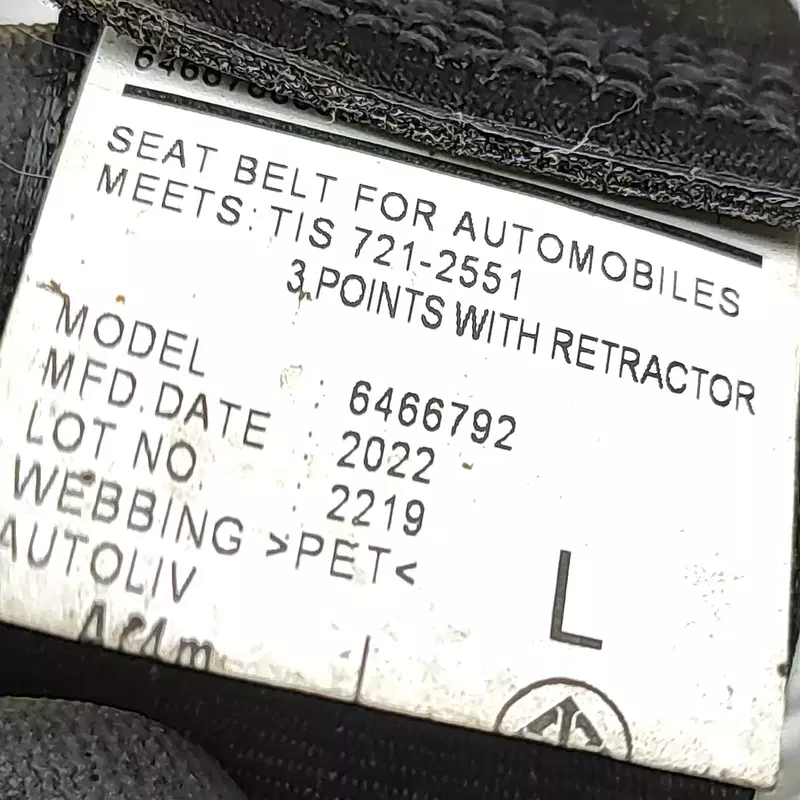 SEAT BELT FOR AUTOMOBILES
MEETS: TIS 721-2551
3 POINTS WITH RETRACTOR
MODEL : 6466792
MFD.DATE : 2022
LOT NO. : 2219
WEBBING >PET<
AUTOLIV
L